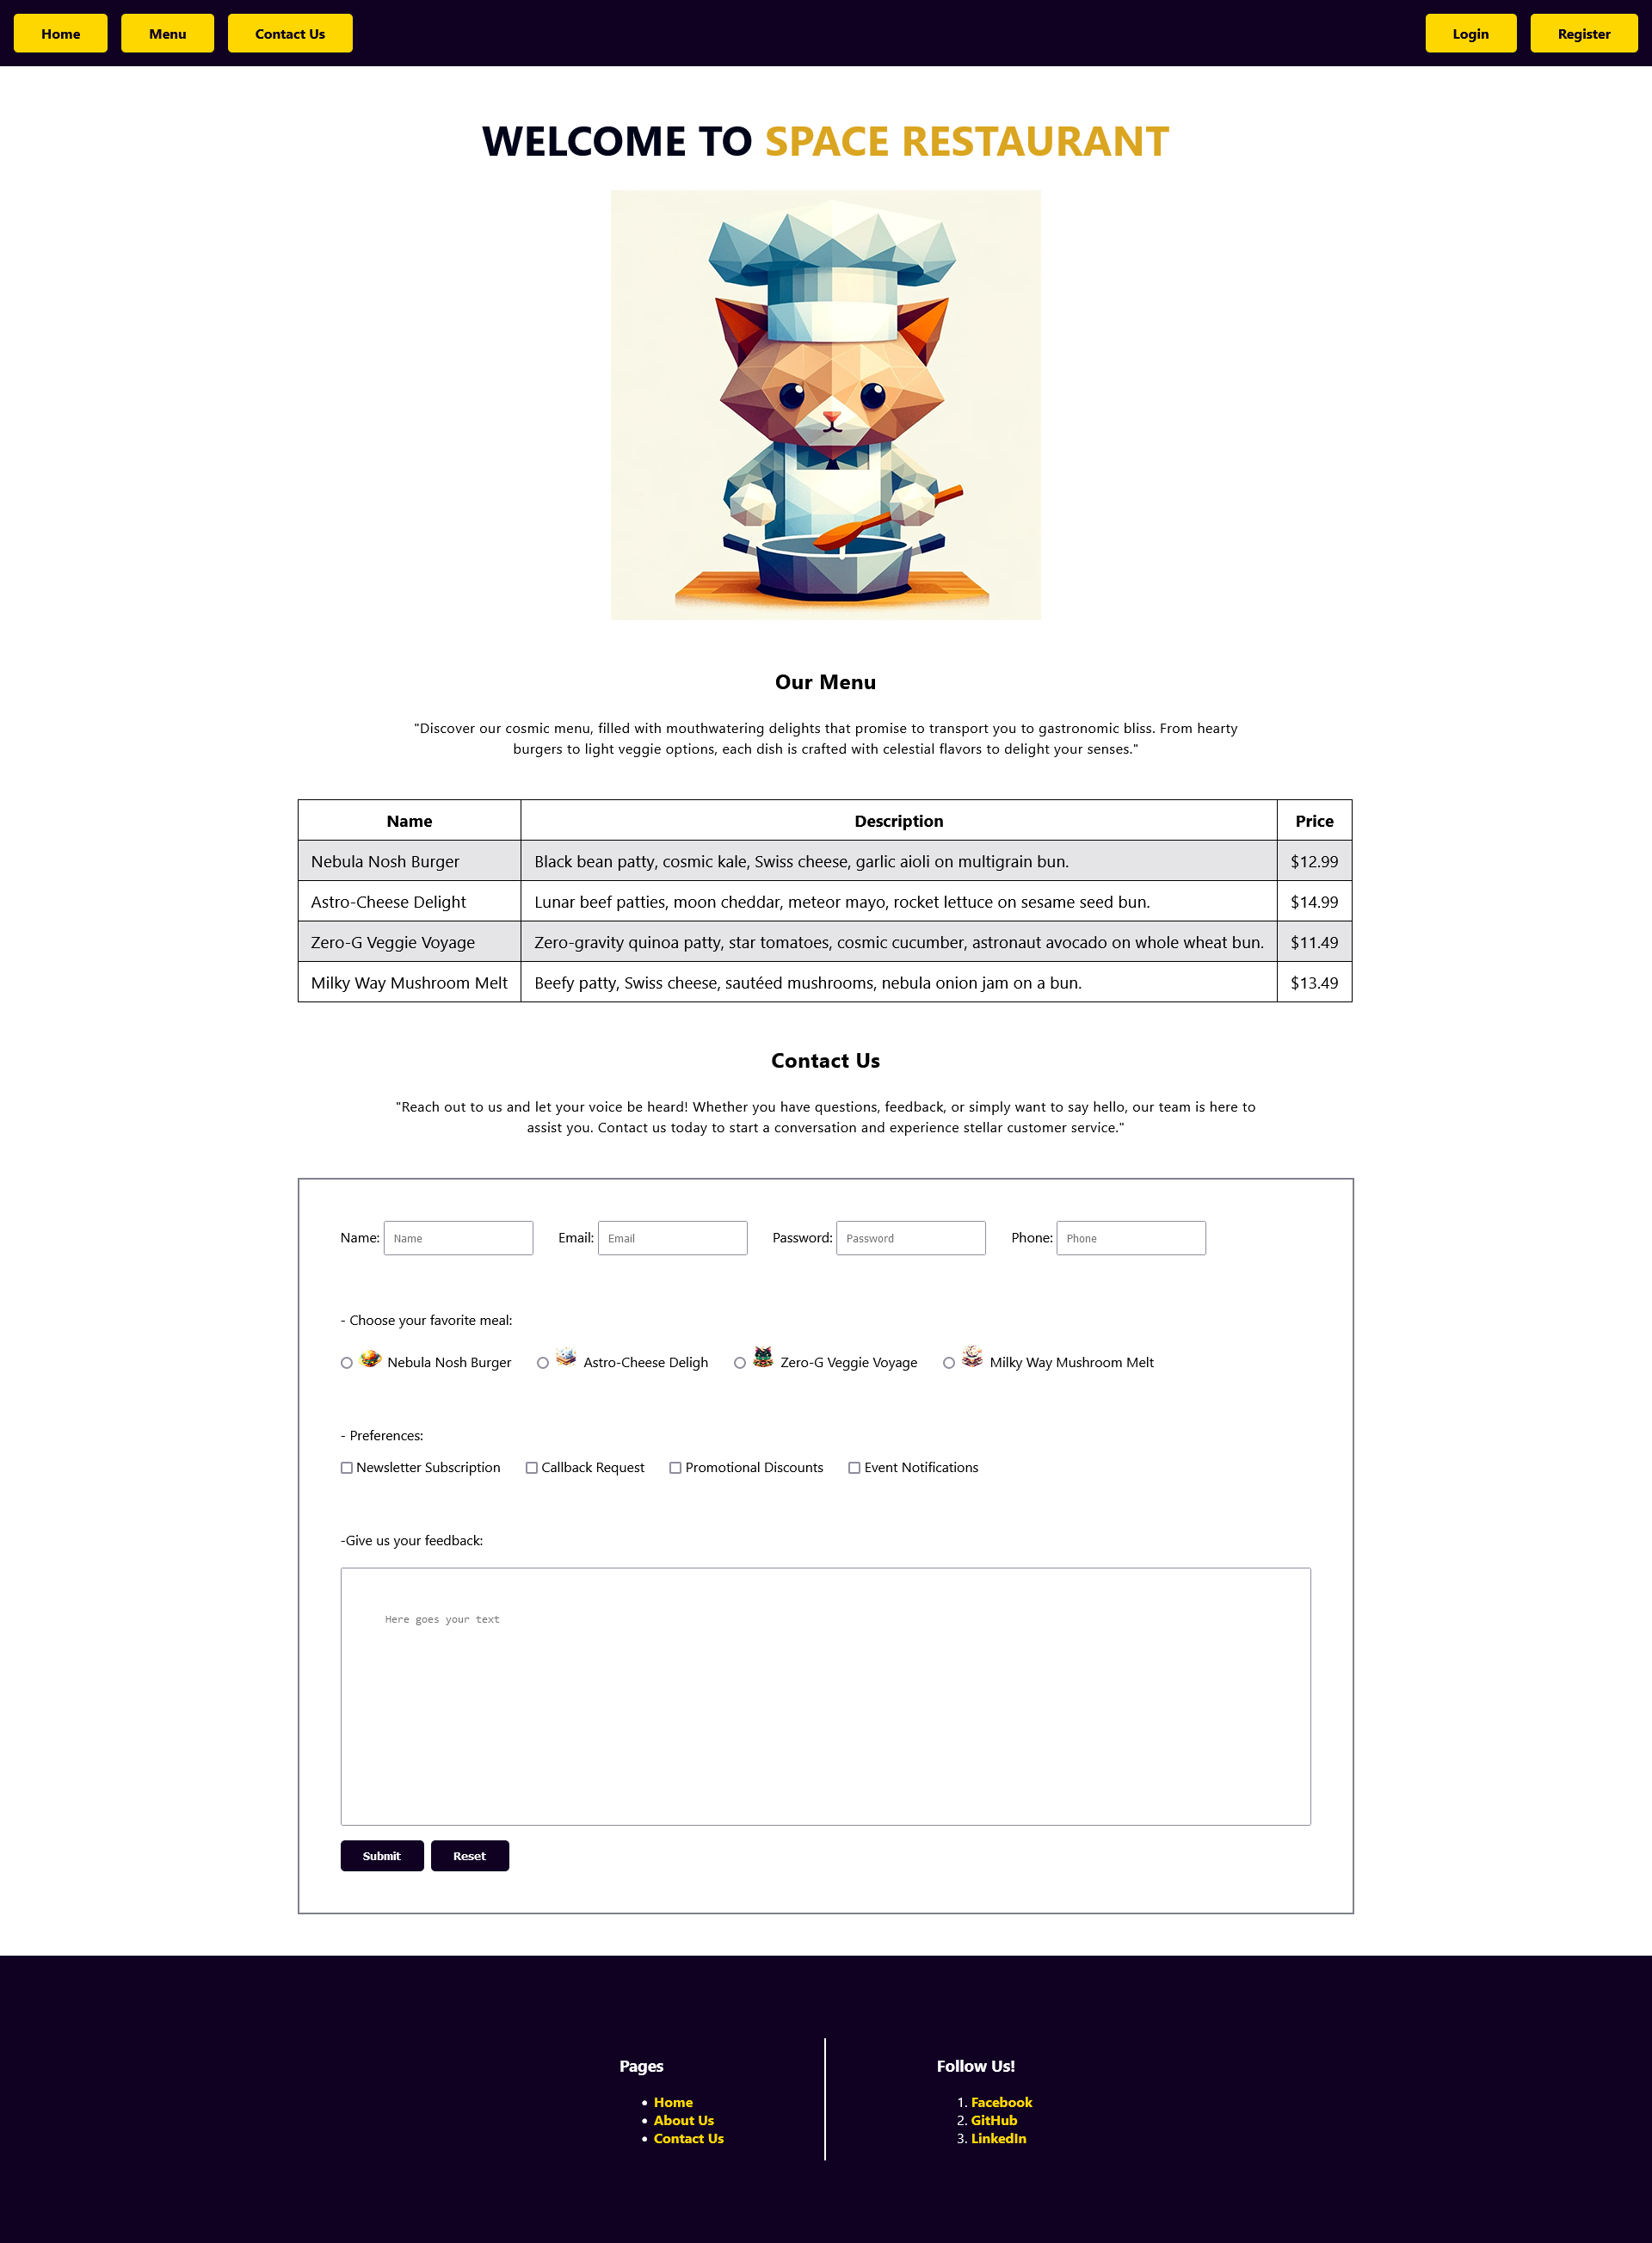 Home Menu Contact Us Login Register
WELCOME TO SPACE RESTAURANT
Our Menu
"Discover our cosmic menu, filled with mouthwatering delights that promise to transport you to gastronomic bliss. From hearty
burgers to light veggie options, each dish is crafted with celestial flavors to delight your senses."
Name Description Price
Nebula Nosh Burger Black bean patty, cosmic kale, Swiss cheese, garlic aioli on multigrain bun. $12.99
Astro-Cheese Delight Lunar beef patties, moon cheddar, meteor mayo, rocket lettuce on sesame seed bun. $14.99
Zero-G Veggie Voyage Zero-gravity quinoa patty, star tomatoes, cosmic cucumber, astronaut avocado on whole wheat bun. $11.49
Milky Way Mushroom Melt Beefy patty, Swiss cheese, sautéed mushrooms, nebula onion jam on a bun. $13.49
Contact Us
"Reach out to us and let your voice be heard! Whether you have questions, feedback, or simply want to say hello, our team is here to
assist you. Contact us today to start a conversation and experience stellar customer service."
Name: Name Email: Email Password: Password Phone: Phone
- Choose your favorite meal:
Nebula Nosh Burger Astro-Cheese Deligh Zero-G Veggie Voyage Milky Way Mushroom Melt
- Preferences:
Newsletter Subscription Callback Request Promotional Discounts Event Notifications
-Give us your feedback:
Here goes your text
Submit Reset
Pages
• Home
• About Us
• Contact Us
Follow Us!
1. Facebook
2. GitHub
3. LinkedIn